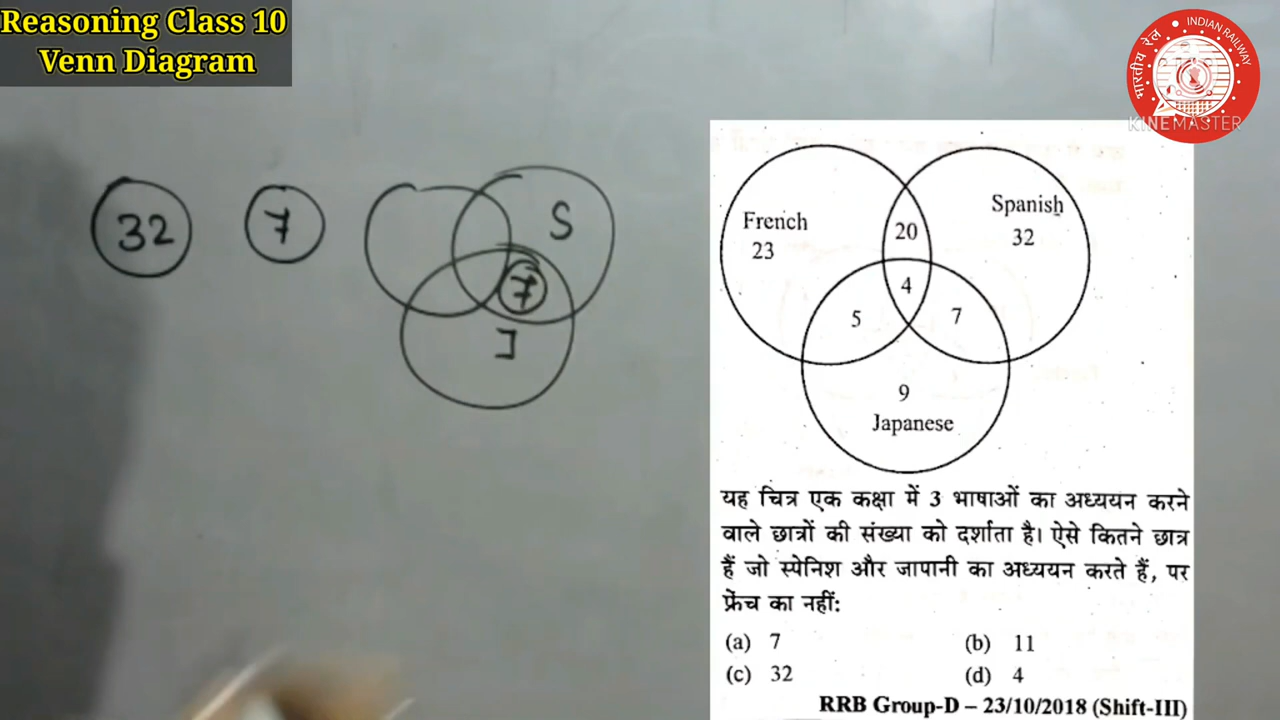 Reasoning Class 10
Venn Diagram
भारतीय रेल INDIAN RAILWAY
KINEMASTER
32
7
S
7
J
French
23
20
Spanish
32
4
5
7
9
Japanese
यह चित्र एक कक्षा में 3 भाषाओं का अध्ययन करने
वाले छात्रों की संख्या को दर्शाता है। ऐसे कितने छात्र
हैं जो स्पेनिश और जापानी का अध्ययन करते हैं, पर
फ्रेंच का नहीं:
(a) 7
(b) 11
(c) 32
(d) 4
RRB Group-D – 23/10/2018 (Shift-III)